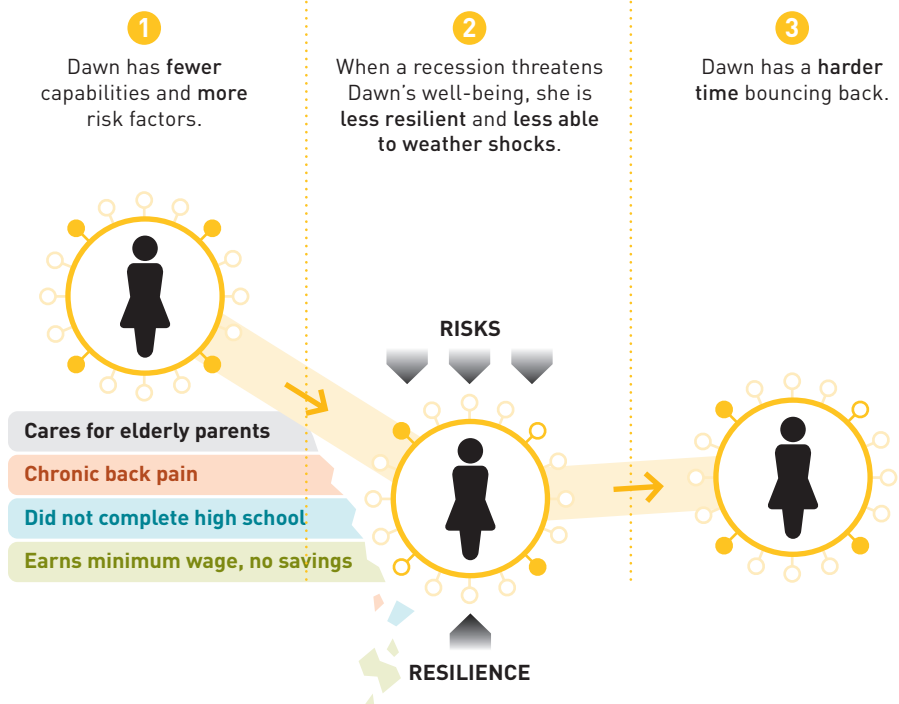 1
Dawn has fewer
capabilities and more
risk factors.
2
When a recession threatens
Dawn’s well-being, she is
less resilient and less able
to weather shocks.
3
Dawn has a harder
time bouncing back.
RISKS
Cares for elderly parents
Chronic back pain
Did not complete high school
Earns minimum wage, no savings
RESILIENCE